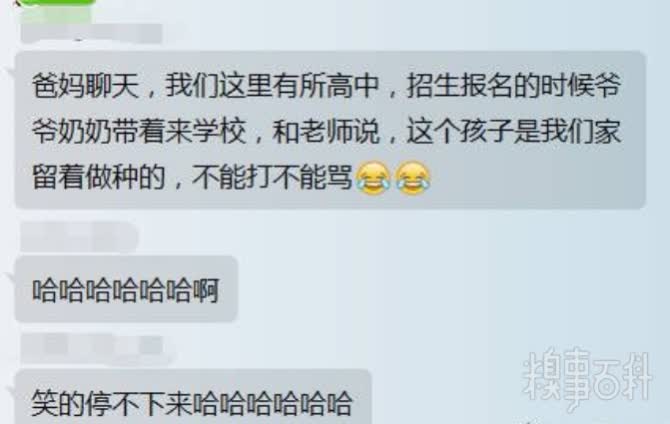 爸妈聊天，我们这里有所高中，招生报名的时候爷
爷奶奶带着来学校，和老师说，这个孩子是我们家
留着做种的，不能打不能骂😂😂
哈哈哈哈哈哈啊
笑的停不下来哈哈哈哈哈哈
糗事百科